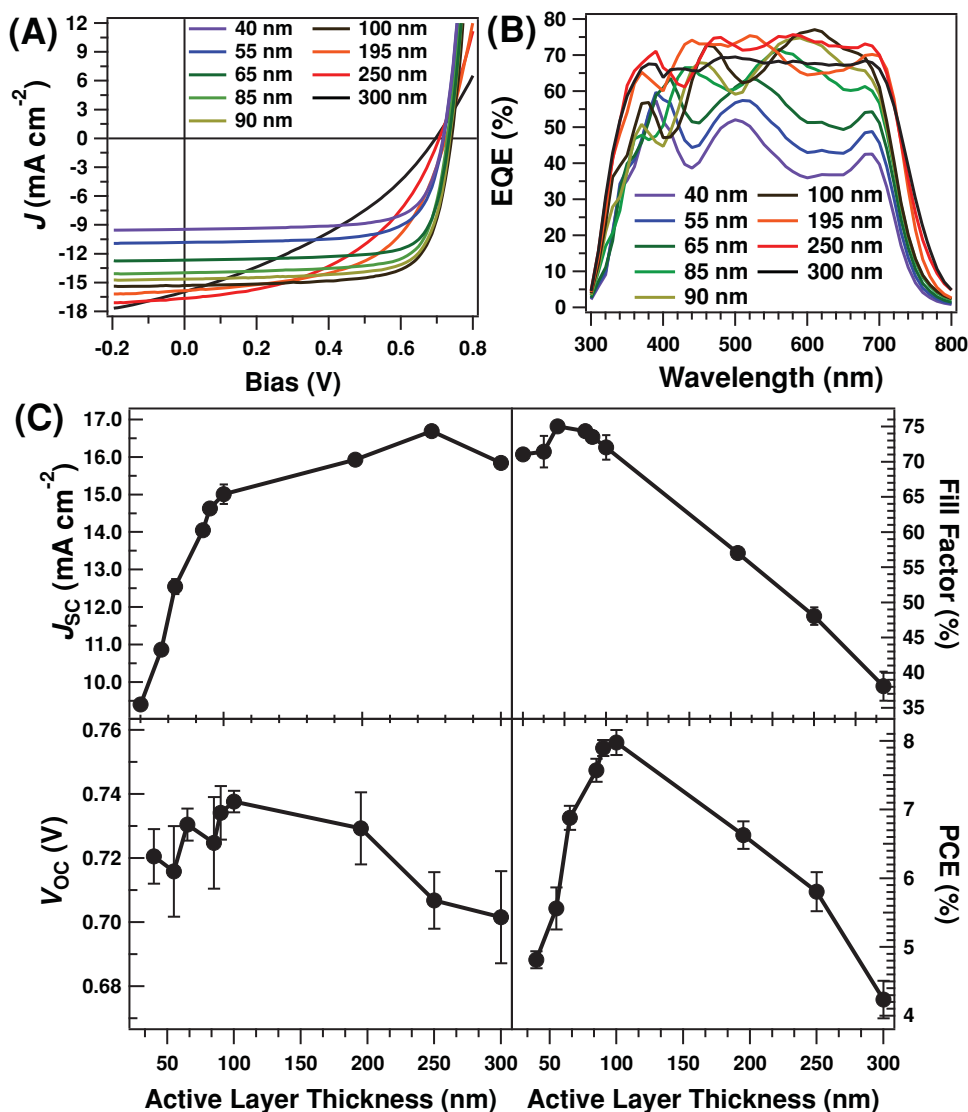 (A)
12
9
6
3
0
-3
-6
-9
-12
-15
-18
J (mA cm-2)
40 nm
55 nm
65 nm
85 nm
90 nm
100 nm
195 nm
250 nm
300 nm
-0.2 0.0 0.2 0.4 0.6 0.8
Bias (V)
(B)
80
70
60
50
40
30
20
10
0
EQE (%)
40 nm
55 nm
65 nm
85 nm
90 nm
100 nm
195 nm
250 nm
300 nm
300 400 500 600 700 800
Wavelength (nm)
(C)
17.0
16.0
15.0
14.0
13.0
12.0
11.0
10.0
JSC (mA cm-2)
75
70
65
60
55
50
45
40
35
Fill Factor (%)
0.76
0.74
0.72
0.70
0.68
VOC (V)
8
7
6
5
4
PCE (%)
50 100 150 200 250 300
Active Layer Thickness (nm)
50 100 150 200 250 300
Active Layer Thickness (nm)